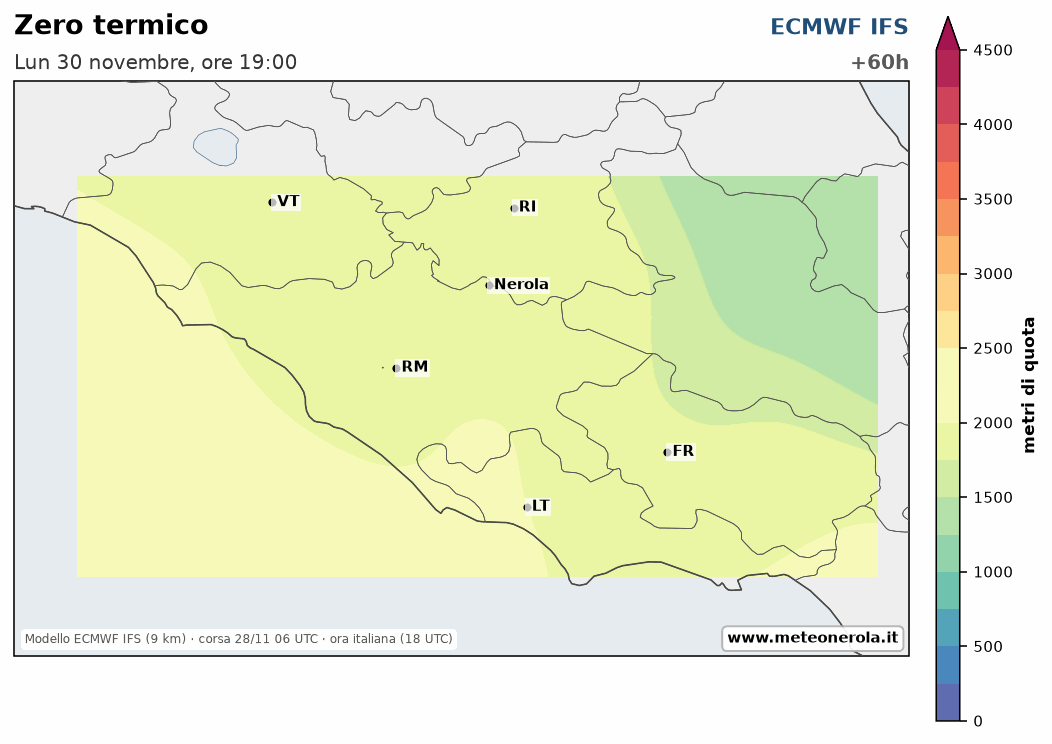 Zero termico
ECMWF IFS
Lun 30 novembre, ore 19:00
+60h
4500
4000
3500
3000
2500
2000
1500
1000
500
0
metri di quota
VT
RI
Nerola
RM
FR
LT
Modello ECMWF IFS (9 km) · corsa 28/11 06 UTC · ora italiana (18 UTC)
www.meteonerola.it